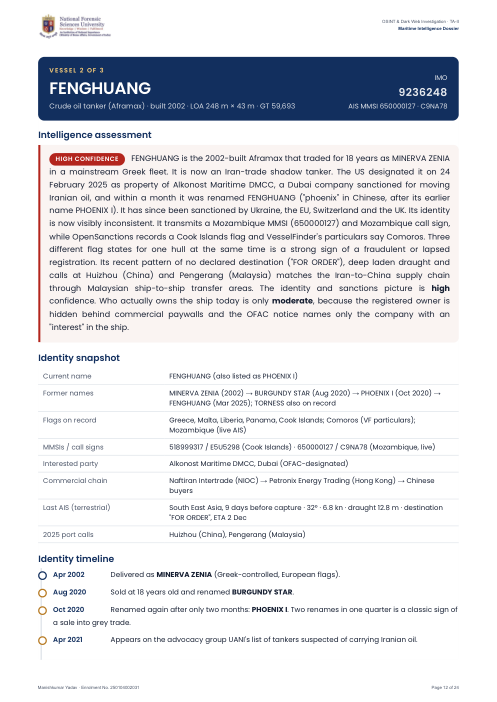 National Forensic
Sciences University
OSINT & Dark Web Investigation · TA-II
Maritime Intelligence Dossier
VESSEL 2 OF 3
FENGHUANG
Crude oil tanker (Aframax) · built 2002 · LOA 248 m × 43 m · GT 59,693
IMO
9236248
AIS MMSI 650000127 · C9NA78
Intelligence assessment
HIGH CONFIDENCE FENGHUANG is the 2002-built Aframax that traded for 18 years as MINERVA ZENIA
in a mainstream Greek fleet. It is now an Iran-trade shadow tanker. The US designated it on 24
February 2025 as property of Alkonost Maritime DMCC, a Dubai company sanctioned for moving
Iranian oil, and within a month it was renamed FENGHUANG ("phoenix" in Chinese, after its earlier
name PHOENIX I). It has since been sanctioned by Ukraine, the EU, Switzerland and the UK. Its identity
is now visibly inconsistent. It transmits a Mozambique MMSI (650000127) and Mozambique call sign,
while OpenSanctions records a Cook Islands flag and VesselFinder's particulars say Comoros. Three
different flag states for one hull at the same time is a strong sign of a fraudulent or lapsed
registration. Its recent pattern of no declared destination ("FOR ORDER"), deep laden draught and
calls at Huizhou (China) and Pengerang (Malaysia) matches the Iran-to-China supply chain
through Malaysian ship-to-ship transfer areas. The identity and sanctions picture is high
confidence. Who actually owns the ship today is only moderate, because the registered owner is
hidden behind commercial paywalls and the OFAC notice names only the company with an
"interest" in the ship.
Identity snapshot
Current name FENGHUANG (also listed as PHOENIX I)
Former names MINERVA ZENIA (2002) → BURGUNDY STAR (Aug 2020) → PHOENIX I (Oct 2020) →
FENGHUANG (Mar 2025); TORNESS also on record
Flags on record Greece, Malta, Liberia, Panama, Cook Islands; Comoros (VF particulars);
Mozambique (live AIS)
MMSIs / call signs 518999317 / E5U5298 (Cook Islands) · 650000127 / C9NA78 (Mozambique, live)
Interested party Alkonost Maritime DMCC, Dubai (OFAC-designated)
Commercial chain Naftiran Intertrade (NIOC) → Petronix Energy Trading (Hong Kong) → Chinese
buyers
Last AIS (terrestrial) South East Asia, 9 days before capture · 32° · 6.8 kn · draught 12.8 m · destination
"FOR ORDER", ETA 2 Dec
2025 port calls Huizhou (China), Pengerang (Malaysia)
Identity timeline
Apr 2002 Delivered as MINERVA ZENIA (Greek-controlled, European flags).
Aug 2020 Sold at 18 years old and renamed BURGUNDY STAR.
Oct 2020 Renamed again after only two months: PHOENIX I. Two renames in one quarter is a classic sign of
a sale into grey trade.
Apr 2021 Appears on the advocacy group UANI's list of tankers suspected of carrying Iranian oil.
Page 12 of 24